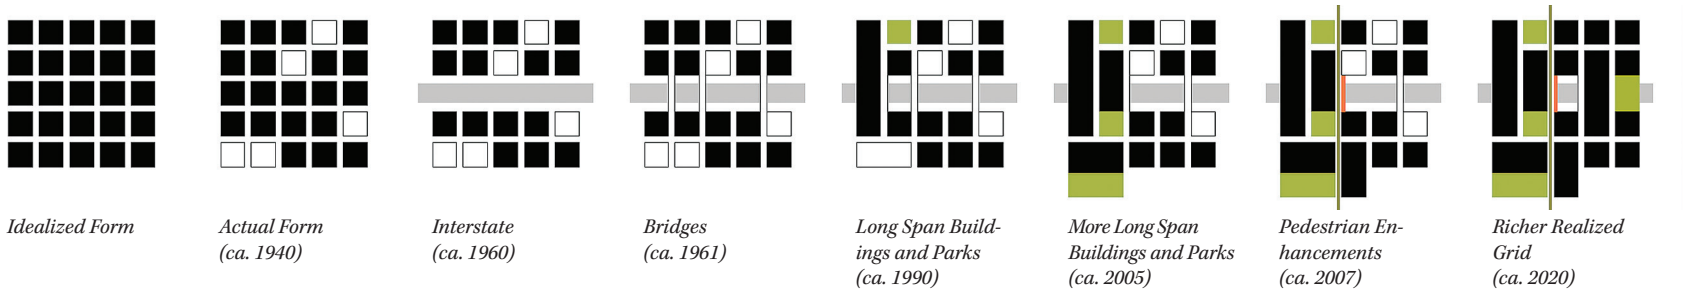 Idealized Form
Actual Form
(ca. 1940)
Interstate
(ca. 1960)
Bridges
(ca. 1961)
Long Span Build-
ings and Parks
(ca. 1990)
More Long Span
Buildings and Parks
(ca. 2005)
Pedestrian En-
hancements
(ca. 2007)
Richer Realized
Grid
(ca. 2020)